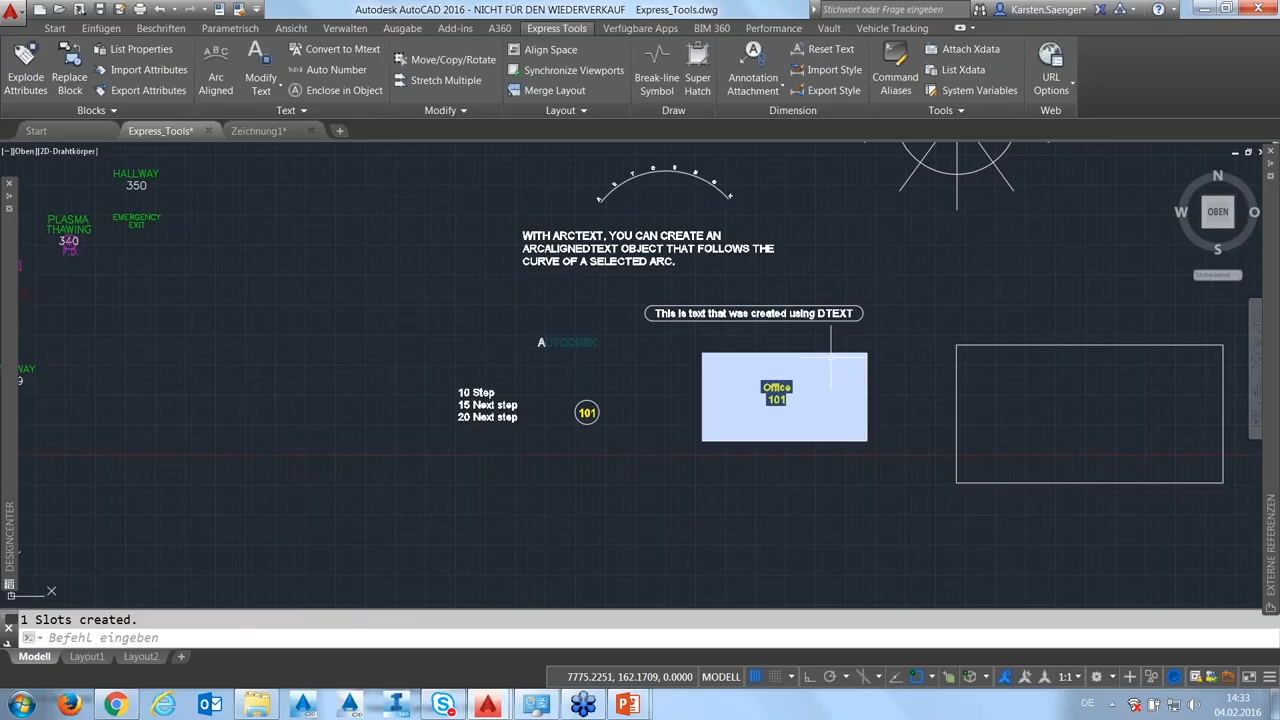 Autodesk AutoCAD 2016 - NICHT FÜR DEN WIEDERVERKAUF Express_Tools.dwg
Stichwort oder Fragen eingeben
Karsten.Saenger
Start Einfügen Beschriften Parametrisch Ansicht Verwalten Ausgabe Add-ins A360 Express Tools Verfügbare Apps BIM 360 Performance Vault Vehicle Tracking
Explode Attributes
Replace Block
List Properties
Import Attributes
Export Attributes
Arc Aligned
Modify Text
Convert to Mtext
Auto Number
Enclose in Object
Move/Copy/Rotate
Stretch Multiple
Align Space
Synchronize Viewports
Merge Layout
Break-line Symbol
Super Hatch
Annotation Attachment
Reset Text
Import Style
Export Style
Command Aliases
Attach Xdata
List Xdata
System Variables
URL Options
Blocks Text Modify Layout Draw Dimension Tools Web
Start Express_Tools* Zeichnung1*
[−][Oben][2D-Drahtkörper]
HALLWAY
350
PLASMA
THAWING
340
F.D.
EMERGENCY
EXIT
A U T O D E S K
WITH ARCTEXT, YOU CAN CREATE AN
ARCALIGNEDTEXT OBJECT THAT FOLLOWS THE
CURVE OF A SELECTED ARC.
N
W OBEN O
S
Unbenannt
This is text that was created using DTEXT
AUTODESK
WAY
9
10 Step
15 Next step
20 Next step
101
Office
101
DESIGNCENTER
EXTERNE REFERENZEN
X
1 Slots created.
Befehl eingeben
Modell Layout1 Layout2
7775.2251, 162.1709, 0.0000 MODELL
1:1
DE
14:33
04.02.2016